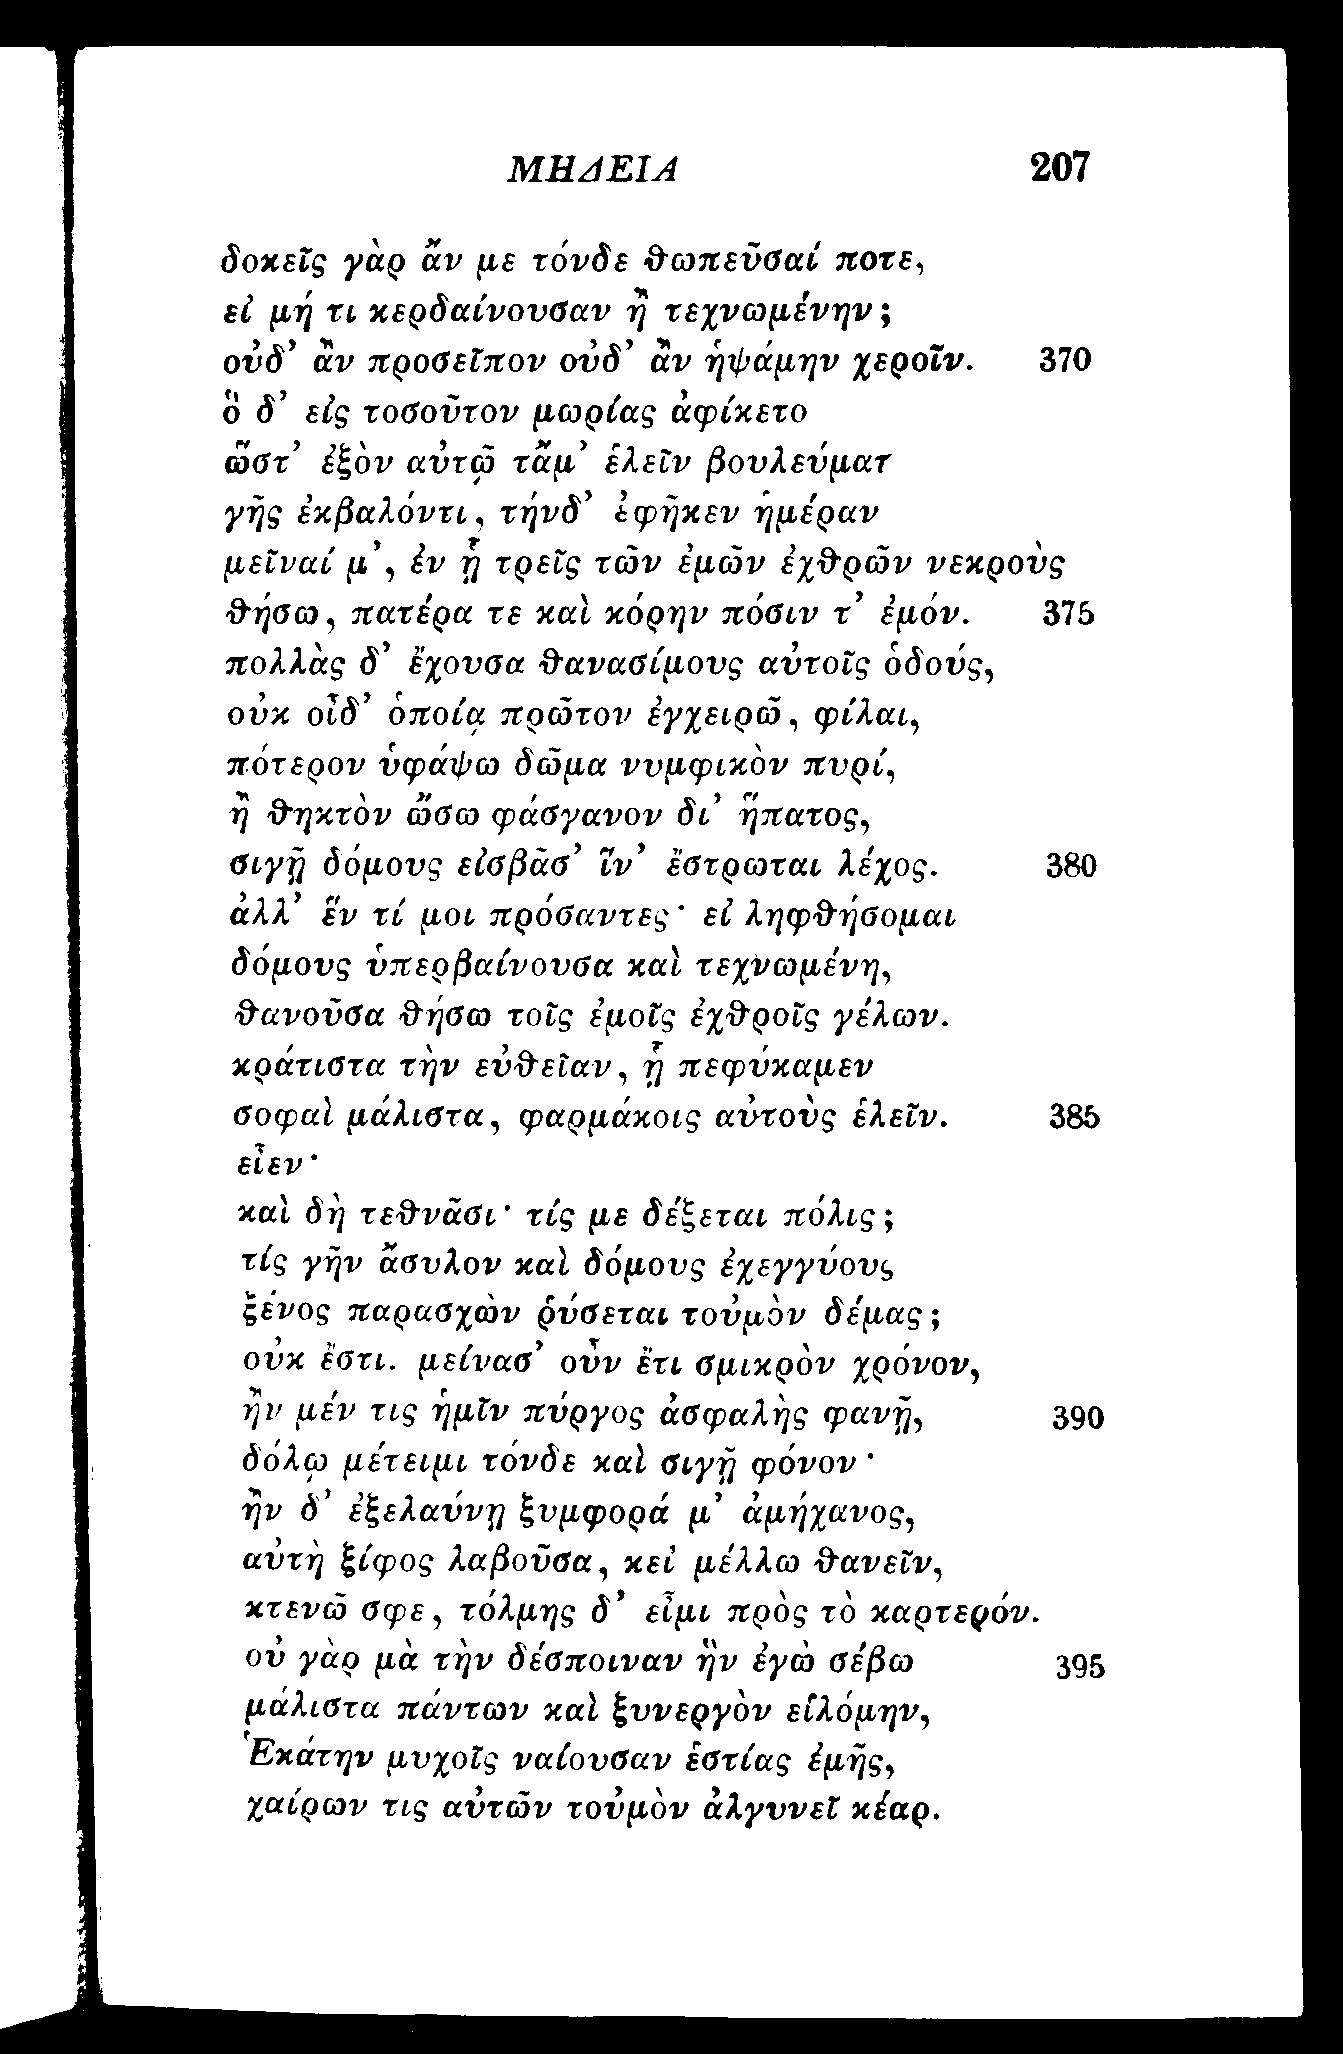 ΜΗΔΕΙΑ 207
δοκεῖς γὰρ ἄν με τόνδε θωπεῦσαί ποτε,
εἰ μή τι κερδαίνουσαν ἢ τεχνωμένην;
οὐδ’ ἂν προσεῖπον οὐδ’ ἂν ἡψάμην χεροῖν. 370
ὃ δ’ εἰς τοσοῦτον μωρίας ἀφίκετο
ὥστ’ ἐξὸν αὐτῷ τἄμ’ ἑλεῖν βουλεύματ
γῆς ἐκβαλόντι, τήνδ’ ἐφῆκεν ἡμέραν
μεῖναί μ’, ἐν ᾗ τρεῖς τῶν ἐμῶν ἐχθρῶν νεκροὺς
θήσω, πατέρα τε καὶ κόρην πόσιν τ’ ἐμόν. 375
πολλὰς δ’ ἔχουσα θανασίμους αὐτοῖς ὁδούς,
οὐκ οἶδ’ ὁποίᾳ πρῶτον ἐγχειρῶ, φίλαι,
πότερον ὑφάψω δῶμα νυμφικὸν πυρί,
ἢ θηκτὸν ὤσω φάσγανον δι’ ἥπατος,
σιγῇ δόμους εἰσβᾶσ’ ἵν’ ἔστρωται λέχος. 380
ἀλλ’ ἕν τί μοι πρόσαντες· εἰ ληφθήσομαι
δόμους ὑπερβαίνουσα καὶ τεχνωμένη,
θανοῦσα θήσω τοῖς ἐμοῖς ἐχθροῖς γέλων.
κράτιστα τὴν εὐθεῖαν, ᾗ πεφύκαμεν
σοφαὶ μάλιστα, φαρμάκοις αὐτοὺς ἑλεῖν. 385
εἶεν·
καὶ δὴ τεθνᾶσι· τίς με δέξεται πόλις;
τίς γῆν ἄσυλον καὶ δόμους ἐχεγγύους
ξένος παρασχὼν ῥύσεται τοὐμὸν δέμας;
οὐκ ἔστι. μείνασ’ οὖν ἔτι σμικρὸν χρόνον,
ἢν μέν τις ἡμῖν πύργος ἀσφαλὴς φανῇ, 390
δόλῳ μέτειμι τόνδε καὶ σιγῇ φόνον·
ἢν δ’ ἐξελαύνῃ ξυμφορά μ’ ἀμήχανος,
αὐτὴ ξίφος λαβοῦσα, κεἰ μέλλω θανεῖν,
κτενῶ σφε, τόλμης δ’ εἶμι πρὸς τὸ καρτερόν.
οὐ γὰρ μὰ τὴν δέσποιναν ἣν ἐγὼ σέβω 395
μάλιστα πάντων καὶ ξυνεργὸν εἱλόμην,
Ἑκάτην μυχοῖς ναίουσαν ἑστίας ἐμῆς,
χαίρων τις αὐτῶν τοὐμὸν ἀλγυνεῖ κέαρ.